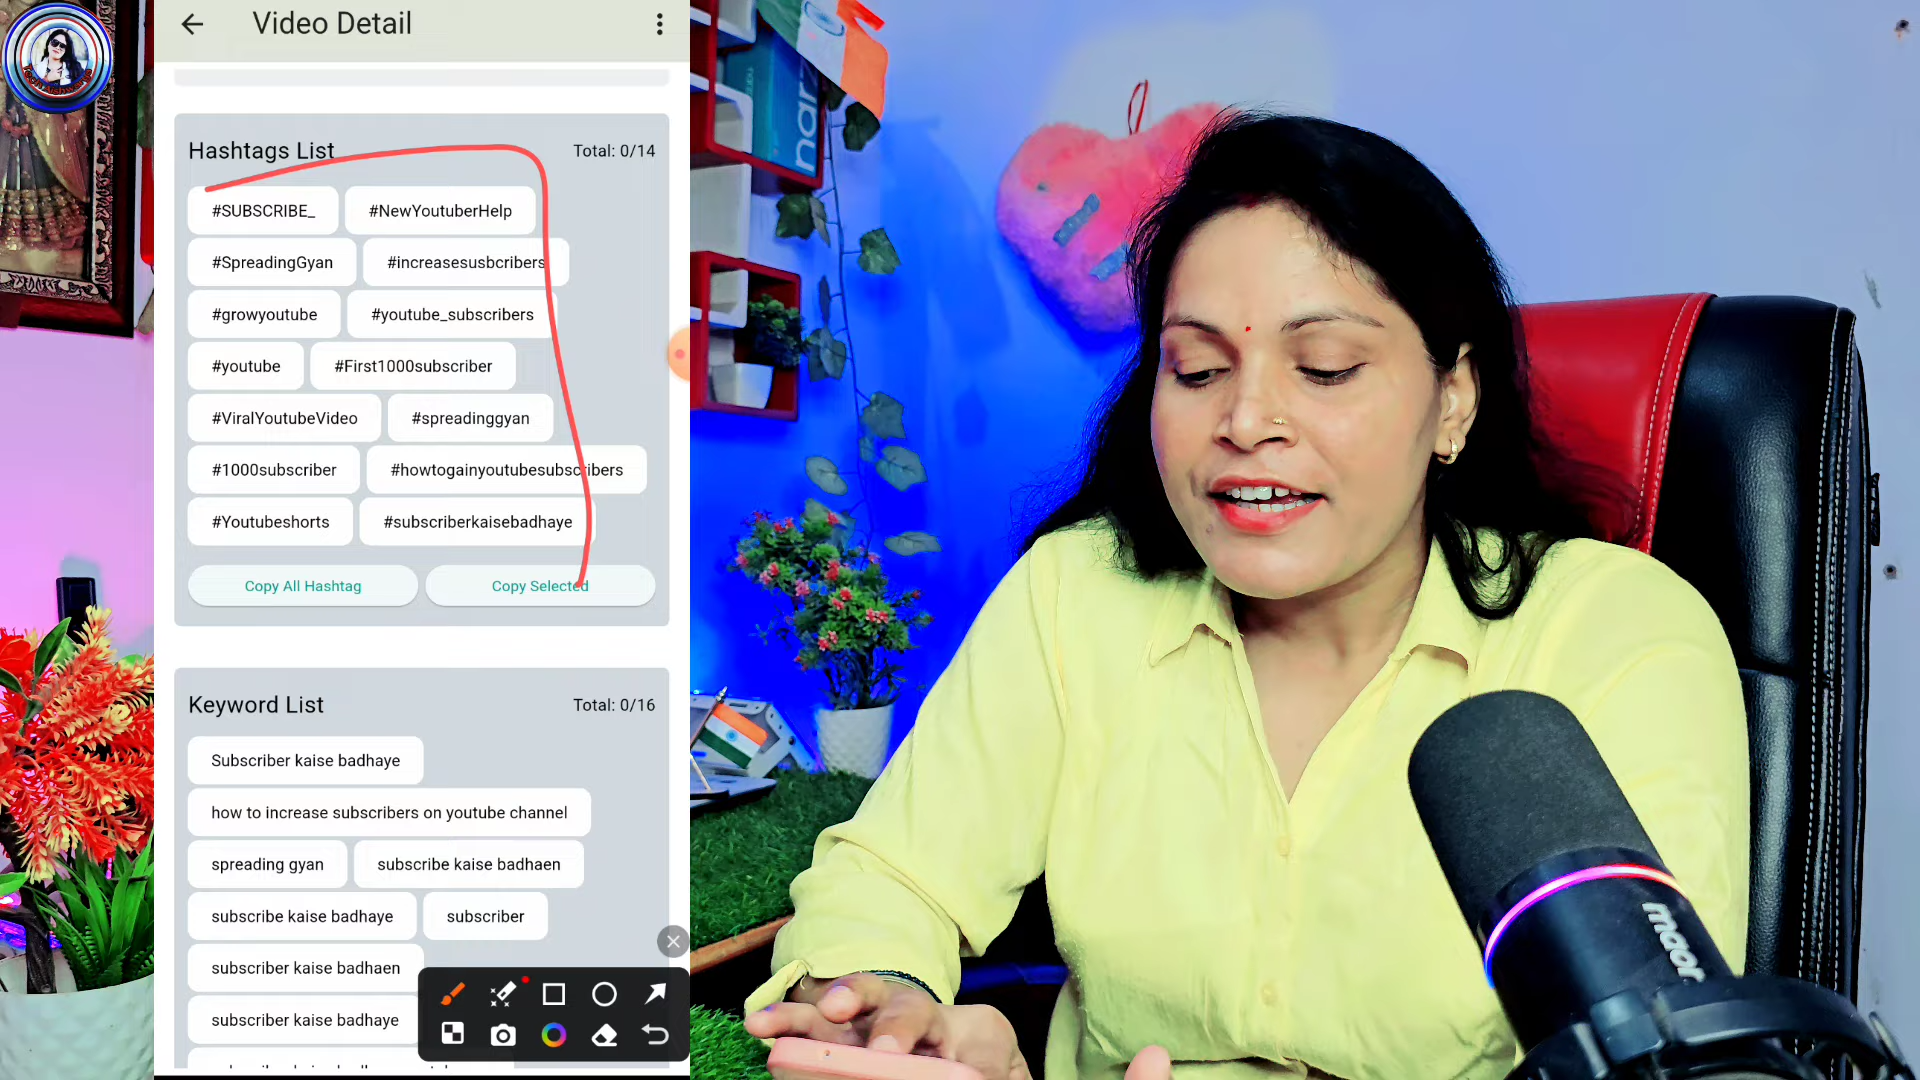 Video Detail
Hashtags List
Total: 0/14
#SUBSCRIBE_
#NewYoutuberHelp
#SpreadingGyan
#increasesusbcribers
#growyoutube
#youtube_subscribers
#youtube
#First1000subscriber
#ViralYoutubeVideo
#spreadinggyan
#1000subscriber
#howtogainyoutubesubscribers
#Youtubeshorts
#subscriberkaisebadhaye
Copy All Hashtag
Copy Selected
Keyword List
Total: 0/16
Subscriber kaise badhaye
how to increase subscribers on youtube channel
spreading gyan
subscribe kaise badhaen
subscribe kaise badhaye
subscriber
subscriber kaise badhaen
subscriber kaise badhaye
nar
maor